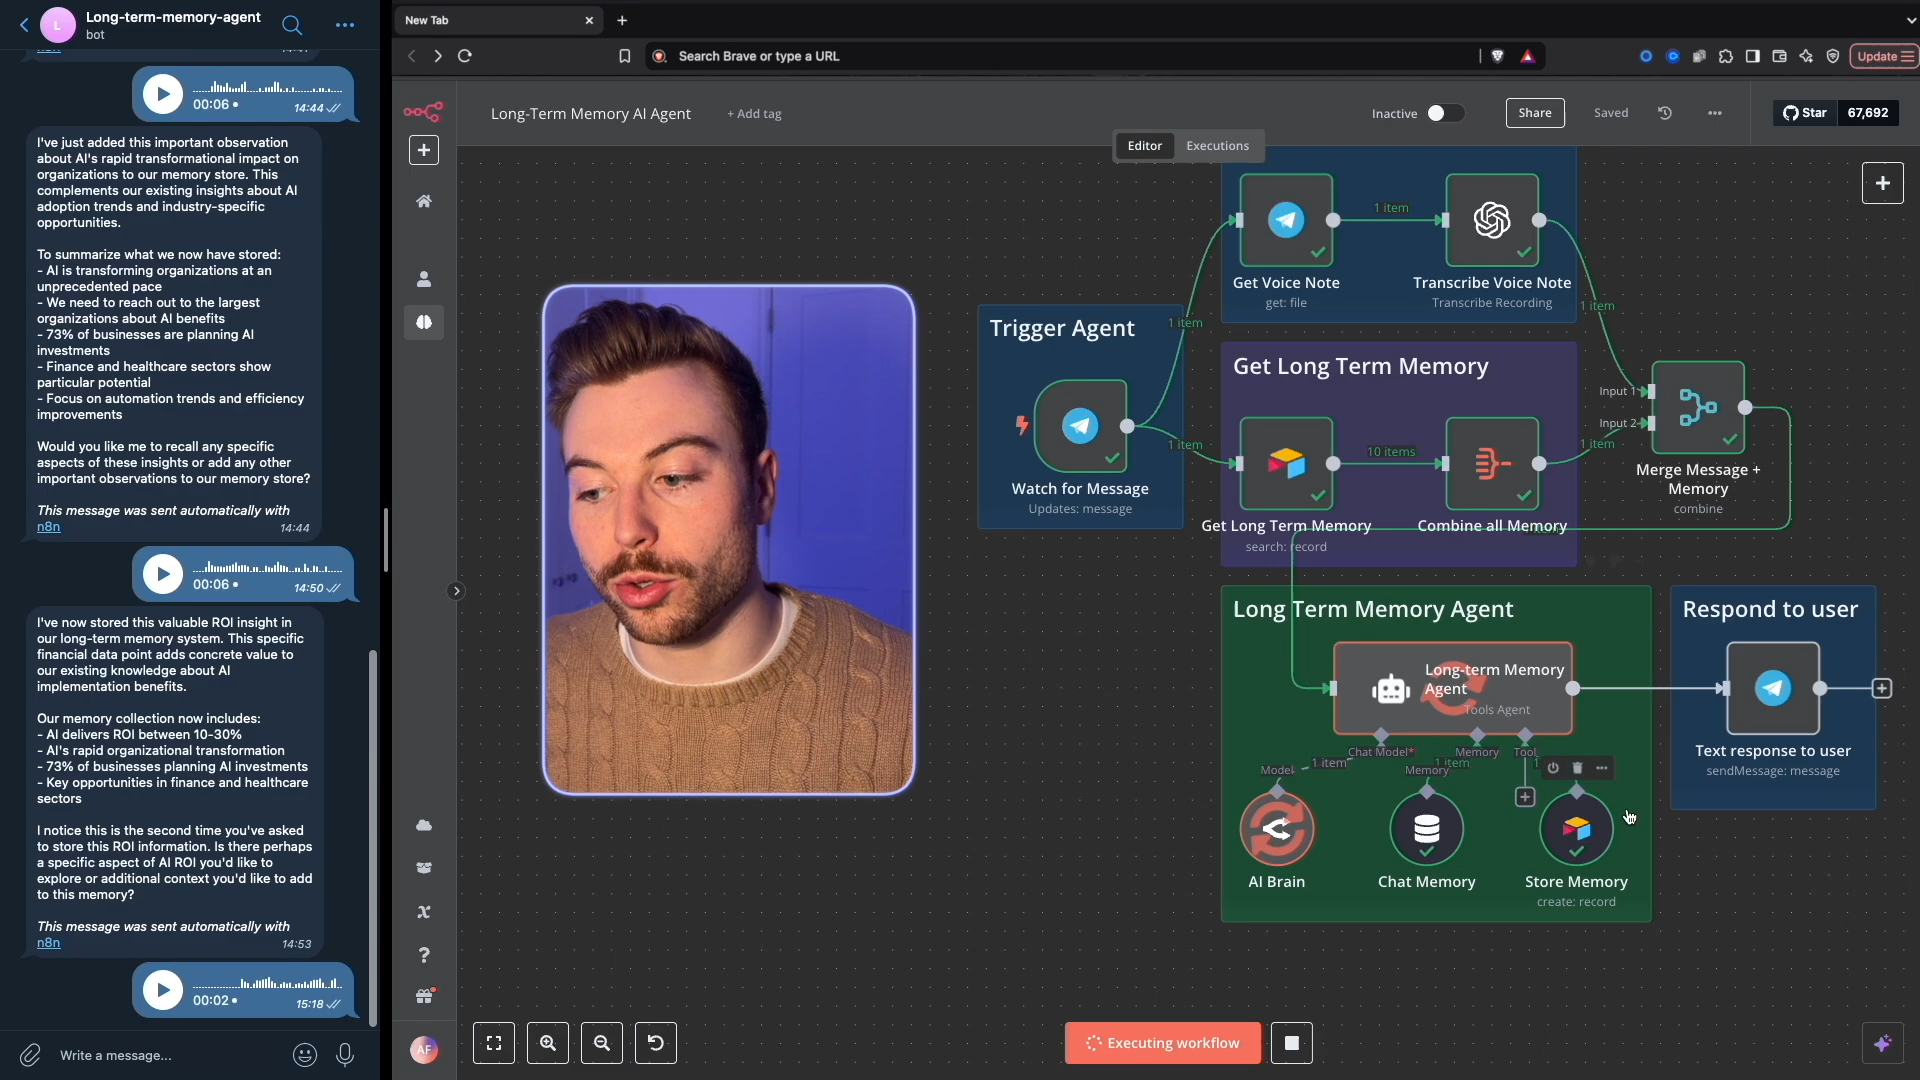 Long-term-memory-agent
bot
L
00:06
14:44
I've just added this important observation
about AI's rapid transformational impact on
organizations to our memory store. This
complements our existing insights about AI
adoption trends and industry-specific
opportunities.
To summarize what we now have stored:
- AI is transforming organizations at an
unprecedented pace
- We need to reach out to the largest
organizations about AI benefits
- 73% of businesses are planning AI
investments
- Finance and healthcare sectors show
particular potential
- Focus on automation trends and efficiency
improvements
Would you like me to recall any specific
aspects of these insights or add any other
important observations to our memory store?
This message was sent automatically with
n8n
14:44
00:06
14:50
I've now stored this valuable ROI insight in
our long-term memory system. This specific
financial data point adds concrete value to
our existing knowledge about AI
implementation benefits.
Our memory collection now includes:
- AI delivers ROI between 10-30%
- AI's rapid organizational transformation
- 73% of businesses planning AI investments
- Key opportunities in finance and healthcare
sectors
I notice this is the second time you've asked
to store this ROI information. Is there perhaps
a specific aspect of AI ROI you'd like to
explore or additional context you'd like to add
to this memory?
This message was sent automatically with
n8n
14:53
00:02
15:18
Write a message...
New Tab
Search Brave or type a URL
Update
Long-Term Memory AI Agent
+ Add tag
Inactive
Share
Saved
Star
67,692
Editor
Executions
1 item
Get Voice Note
get: file
Transcribe Voice Note
Transcribe Recording
1 item
Trigger Agent
1 item
Watch for Message
Updates: message
1 item
Get Long Term Memory
10 items
Get Long Term Memory
search: record
Combine all Memory
Input 1
Input 2
1 item
Merge Message +
Memory
combine
Long Term Memory Agent
Long-term Memory
Agent
Tools Agent
Chat Model*
Memory
Tool
1 item
1 item
Model
Memory
AI Brain
Chat Memory
Store Memory
create: record
Respond to user
Text response to user
sendMessage: message
AF
Executing workflow